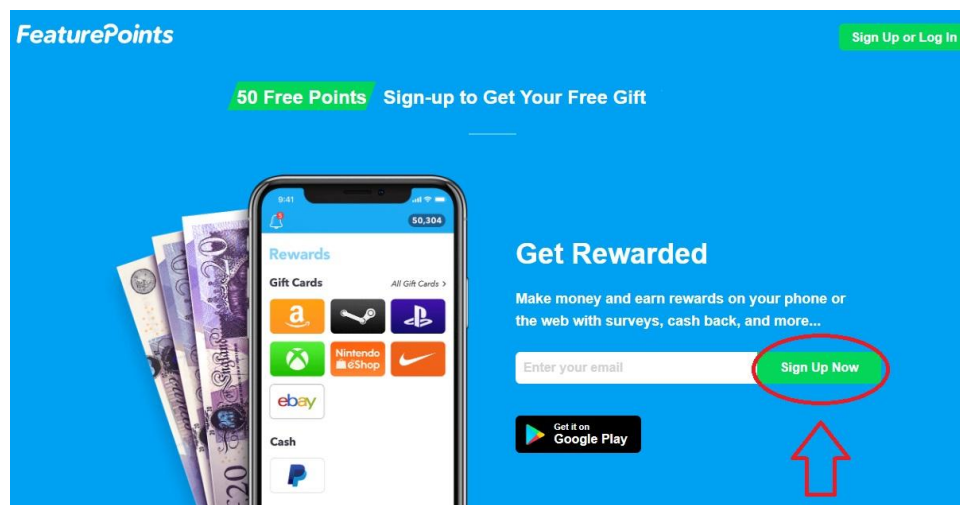 FeaturePoints
Sign Up or Log In
50 Free Points Sign-up to Get Your Free Gift
9:41
50,304
Rewards
Gift Cards
All Gift Cards >
a
Nintendo
eShop
ebay
Cash
P
£20
Get Rewarded
Make money and earn rewards on your phone or
the web with surveys, cash back, and more...
Enter your email
Sign Up Now
Get it on
Google Play